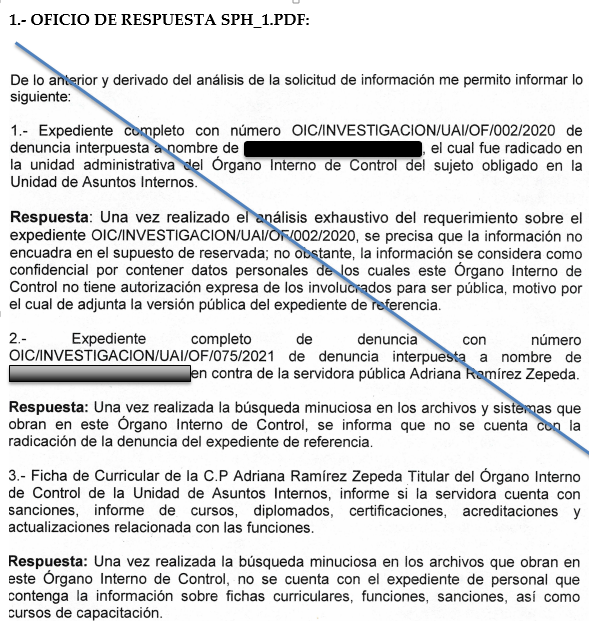 1.- OFICIO DE RESPUESTA SPH_1.PDF:
De lo anterior y derivado del análisis de la solicitud de información me permito informar lo
siguiente:
1.- Expediente completo con número OIC/INVESTIGACION/UAI/OF/002/2020 de
denuncia interpuesta a nombre de , el cual fue radicado en
la unidad administrativa del Órgano Interno de Control del sujeto obligado en la
Unidad de Asuntos Internos.
Respuesta: Una vez realizado el análisis exhaustivo del requerimiento sobre el
expediente OIC/INVESTIGACION/UAI/OF/002/2020, se precisa que la información no
encuadra en el supuesto de reservada; no obstante, la información se considera como
confidencial por contener datos personales de los cuales este Órgano Interno de
Control no tiene autorización expresa de los involucrados para ser pública, motivo por
el cual de adjunta la versión pública del expediente de referencia.
2.- Expediente completo de denuncia con número
OIC/INVESTIGACION/UAI/OF/075/2021 de denuncia interpuesta a nombre de
en contra de la servidora pública Adriana Ramírez Zepeda.
Respuesta: Una vez realizada la búsqueda minuciosa en los archivos y sistemas que
obran en este Órgano Interno de Control, se informa que no se cuenta con la
radicación de la denuncia del expediente de referencia.
3.- Ficha de Curricular de la C.P Adriana Ramírez Zepeda Titular del Órgano Interno
de Control de la Unidad de Asuntos Internos, informe si la servidora cuenta con
sanciones, informe de cursos, diplomados, certificaciones, acreditaciones y
actualizaciones relacionada con las funciones.
Respuesta: Una vez realizada la búsqueda minuciosa en los archivos que obran en
este Órgano Interno de Control, no se cuenta con el expediente de personal que
contenga la información sobre fichas curriculares, funciones, sanciones, así como
cursos de capacitación.